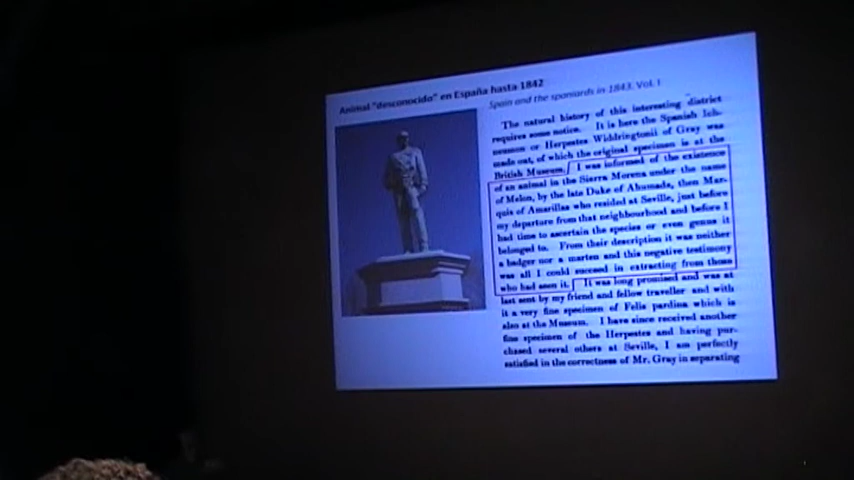 Animal "desconocido" en España hasta 1842
Spain and the spaniards in 1843. Vol. I
The natural history of this interesting district
requires some notice. It is here the Spanish Ich-
neumon or Herpestes Widdringtonii of Gray was
made out, of which the original specimen is at the
British Museum. I was informed of the existence
of an animal in the Sierra Morena under the name
of Melon, by the late Duke of Ahumada, then Mar-
quis of Amarillas who resided at Seville, just before
my departure from that neighbourhood and before I
had time to ascertain the species or even genus it
belonged to. From their description it was neither
a badger nor a marten and this negative testimony
was all I could succeed in extracting from those
who had seen it. It was long promised and was at
last sent by my friend and fellow traveller and with
it a very fine specimen of Felis pardina which is
also at the Museum. I have since received another
fine specimen of the Herpestes and having pur-
chased several others at Seville, I am perfectly
satisfied in the correctness of Mr. Gray in separating